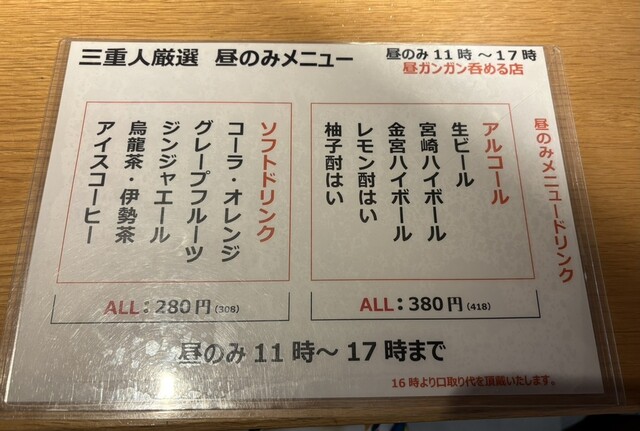 三重人厳選 昼のみメニュー
昼のみ 11 時 ～ 17 時
昼ガンガン呑める店
昼のみメニュードリンク
アルコール
生ビール
宮崎ハイボール
金宮ハイボール
レモン酎はい
柚子酎はい
ALL：380円(418)
ソフトドリンク
コーラ・オレンジ
グレープフルーツ
ジンジャエール
烏龍茶・伊勢茶
アイスコーヒー
ALL：280円(308)
昼のみ 11 時～ 17 時まで
16時より口取り代を頂戴いたします。